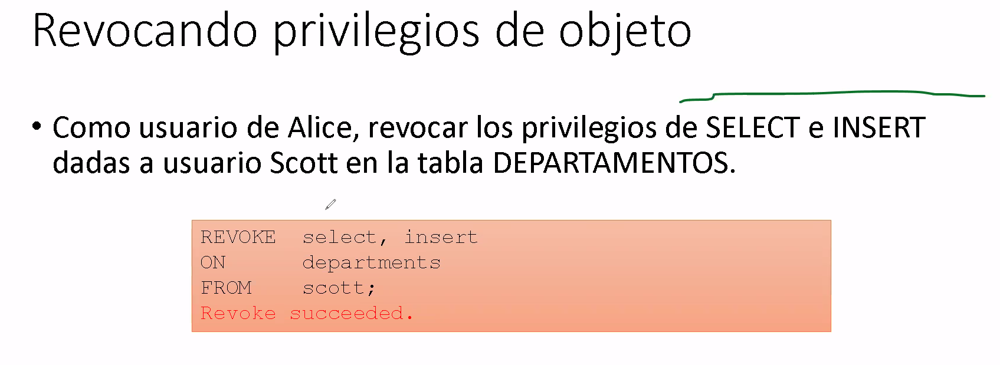 Revocando privilegios de objeto
• Como usuario de Alice, revocar los privilegios de SELECT e INSERT
dadas a usuario Scott en la tabla DEPARTAMENTOS.
REVOKE  select, insert
ON      departments
FROM    scott;
Revoke succeeded.